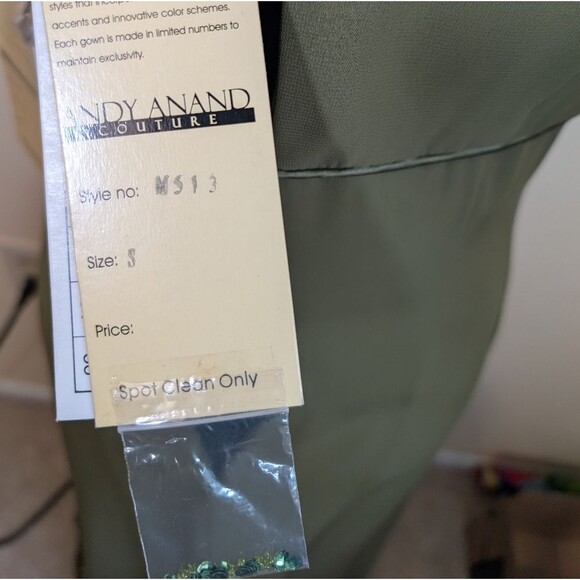 styles that
accents and innovative color schemes.
Each gown is made in limited numbers to
maintain exclusivity.
ANDY ANAND
COUTURE
Style no: M513
Size: S
Price:
Spot Clean Only